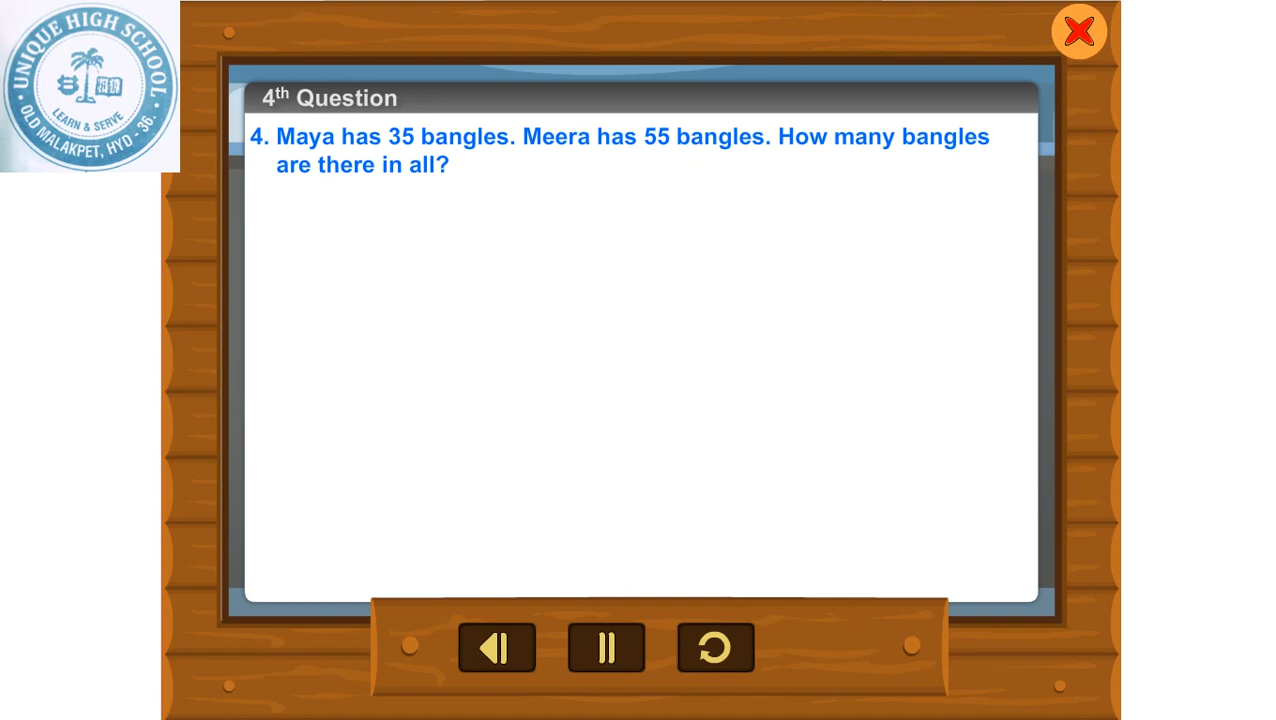 UNIQUE HIGH SCHOOL
LEARN & SERVE
OLD MALAKPET, HYD - 36.
4th Question
4. Maya has 35 bangles. Meera has 55 bangles. How many bangles
are there in all?